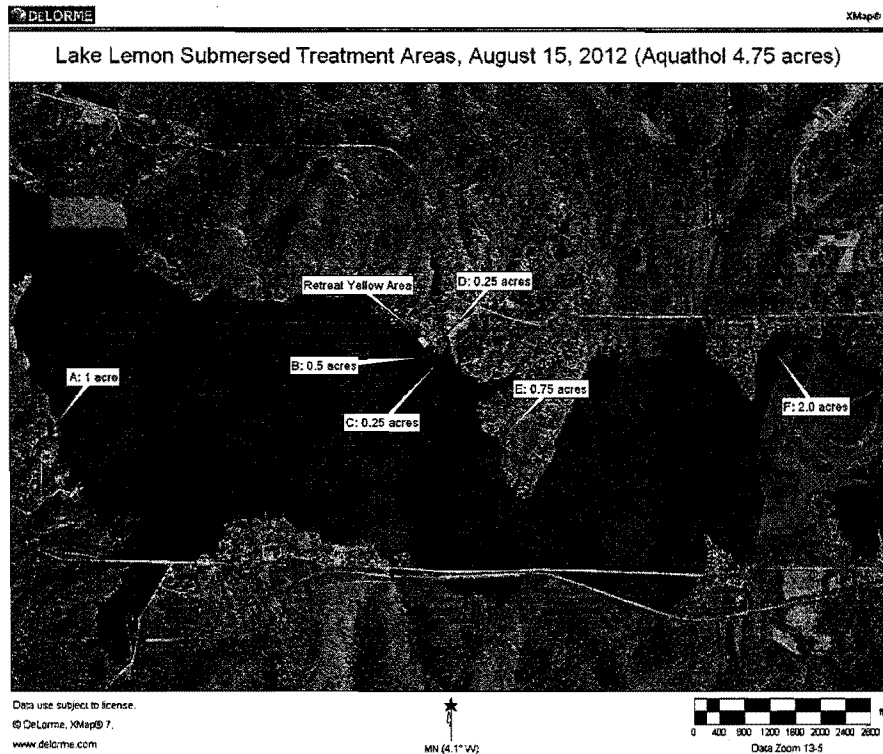 DELORME
XMap®
Lake Lemon Submersed Treatment Areas, August 15, 2012 (Aquathol 4.75 acres)
Retreat Yellow Area
D: 0.25 acres
B: 0.5 acres
A: 1 acre
E: 0.75 acres
C: 0.25 acres
F: 2.0 acres
Data use subject to license.
© DeLorme, XMap® 7.
www.delorme.com
MN (4.1° W)
ft
0 400 800 1200 1600 2000 2400 2800
Data Zoom 13-5